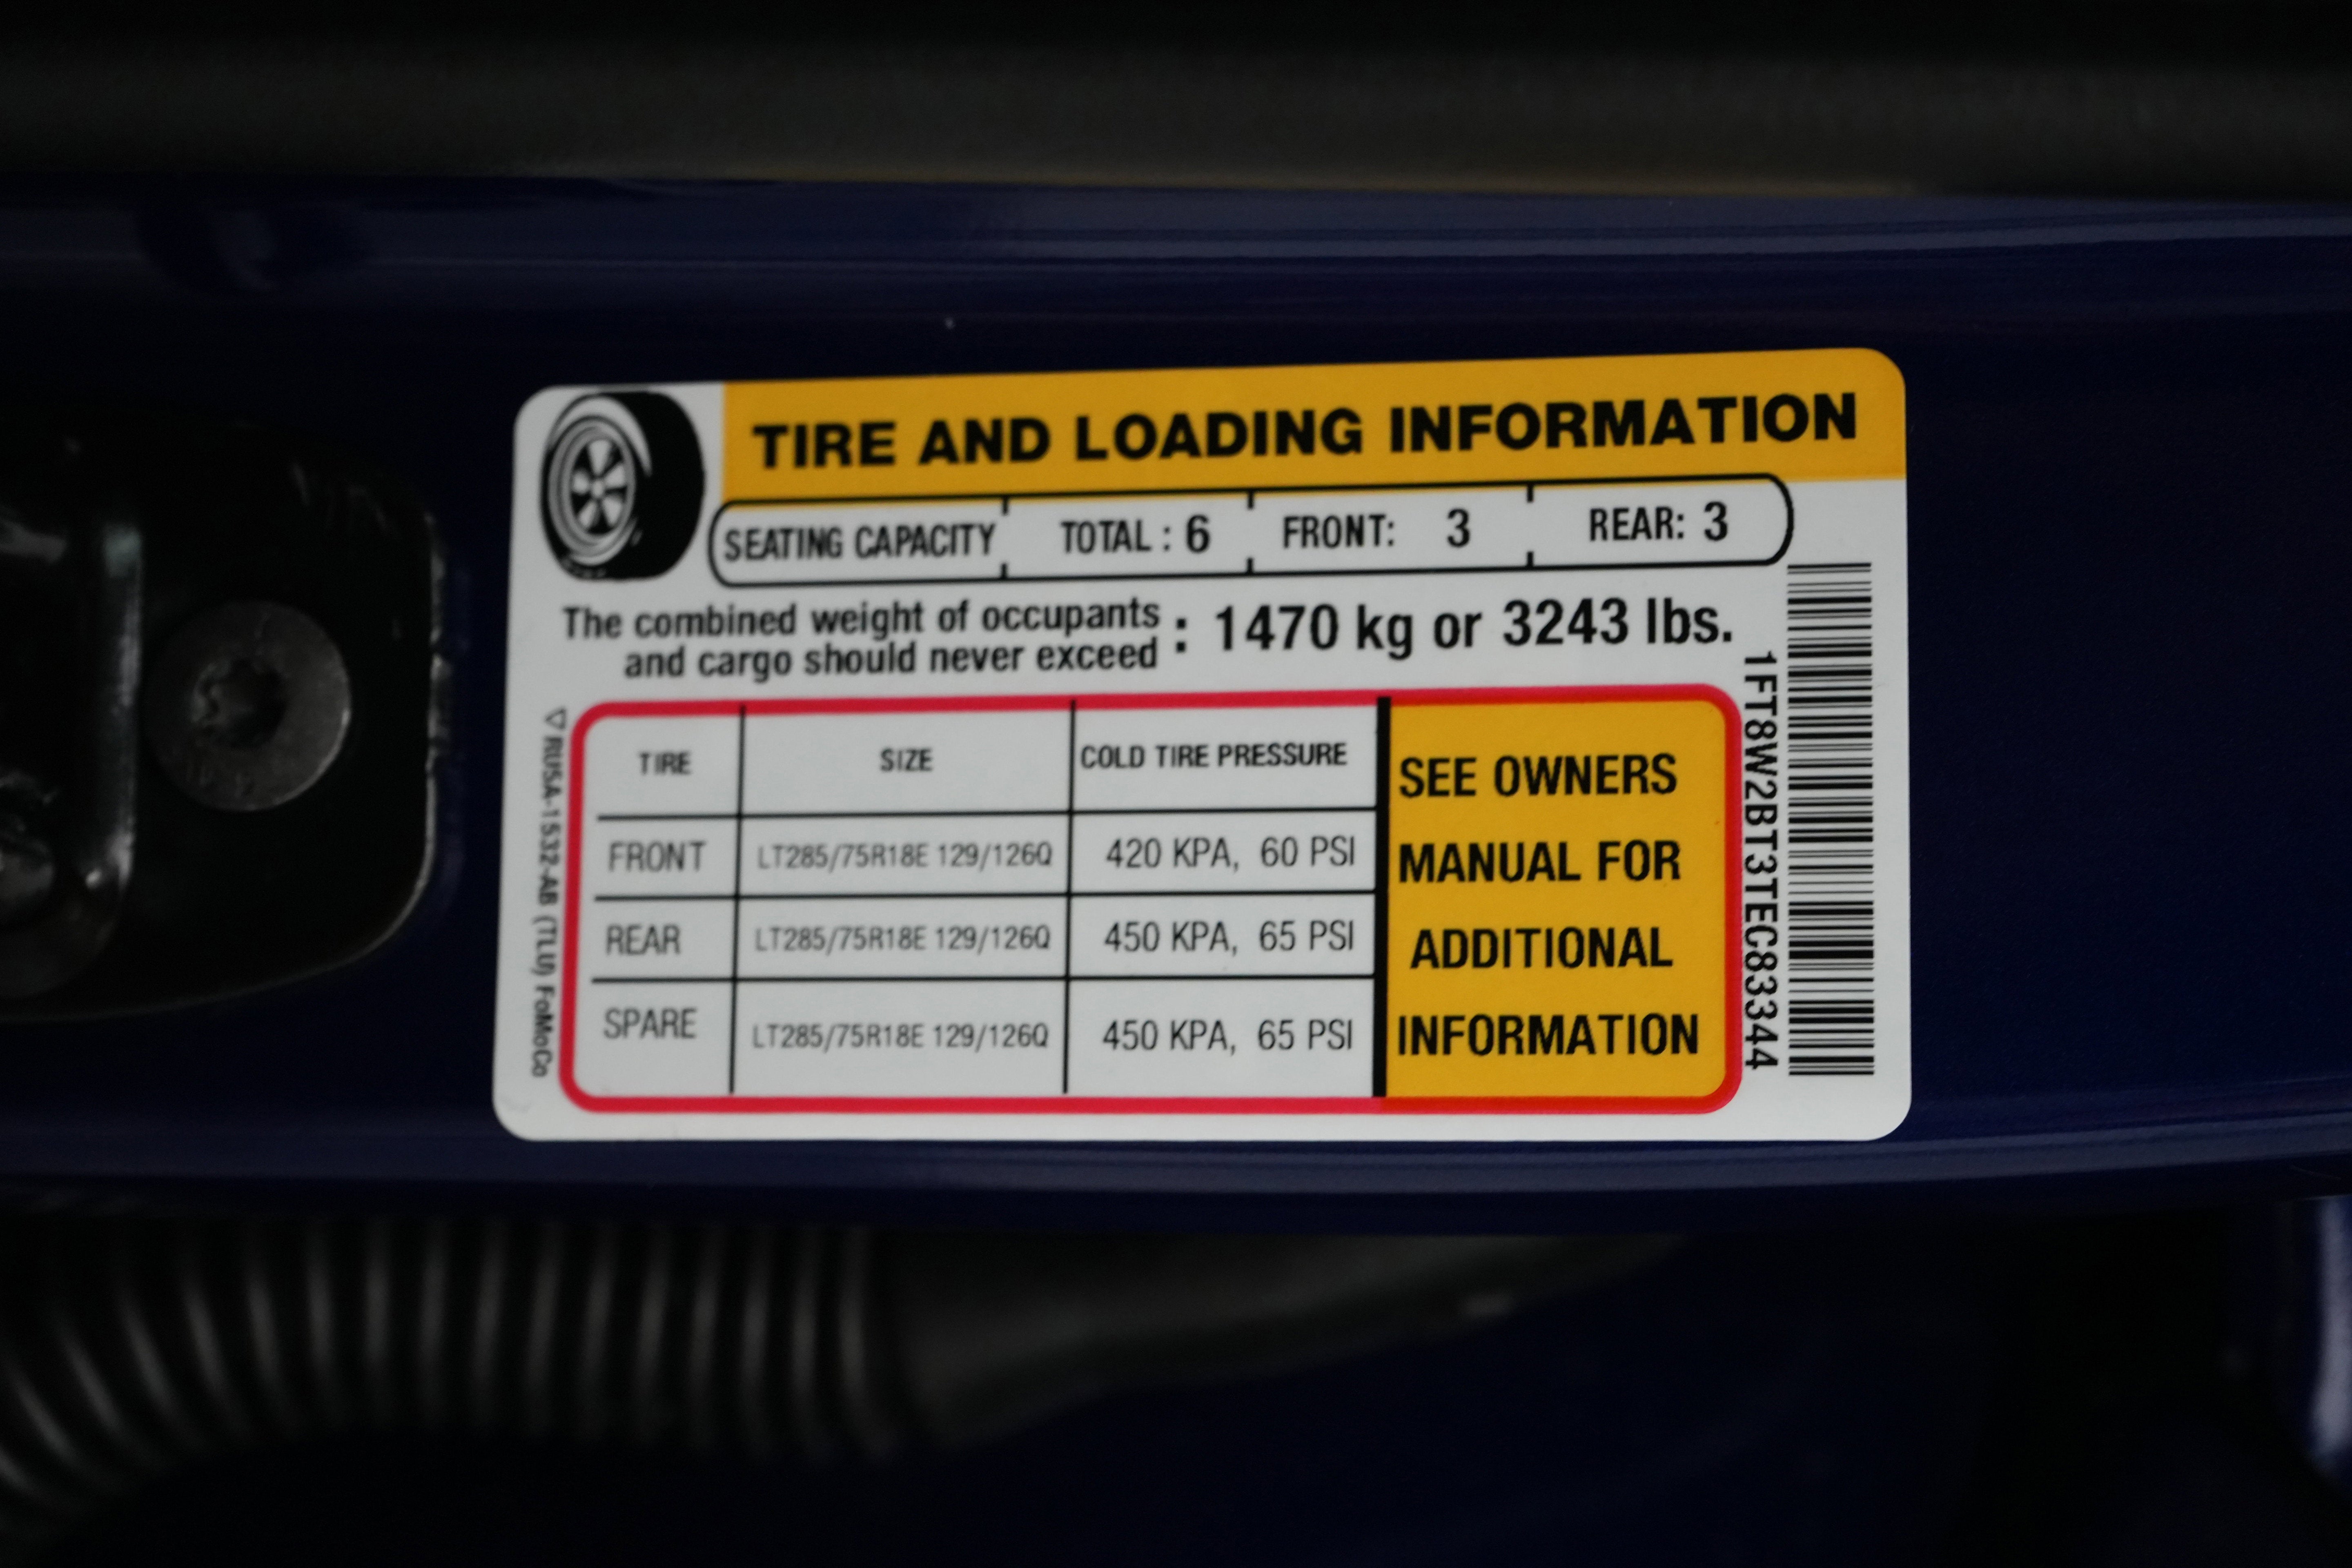 TIRE AND LOADING INFORMATION
SEATING CAPACITY TOTAL : 6 FRONT: 3 REAR: 3
The combined weight of occupants
and cargo should never exceed : 1470 kg or 3243 lbs.
TIRE SIZE COLD TIRE PRESSURE
FRONT LT285/75R18E 129/126Q 420 KPA, 60 PSI
REAR LT285/75R18E 129/126Q 450 KPA, 65 PSI
SPARE LT285/75R18E 129/126Q 450 KPA, 65 PSI
SEE OWNERS
MANUAL FOR
ADDITIONAL
INFORMATION
1FT8W2BT3TEC83344
RU5A-1532-AB (TLU) FoMoCo